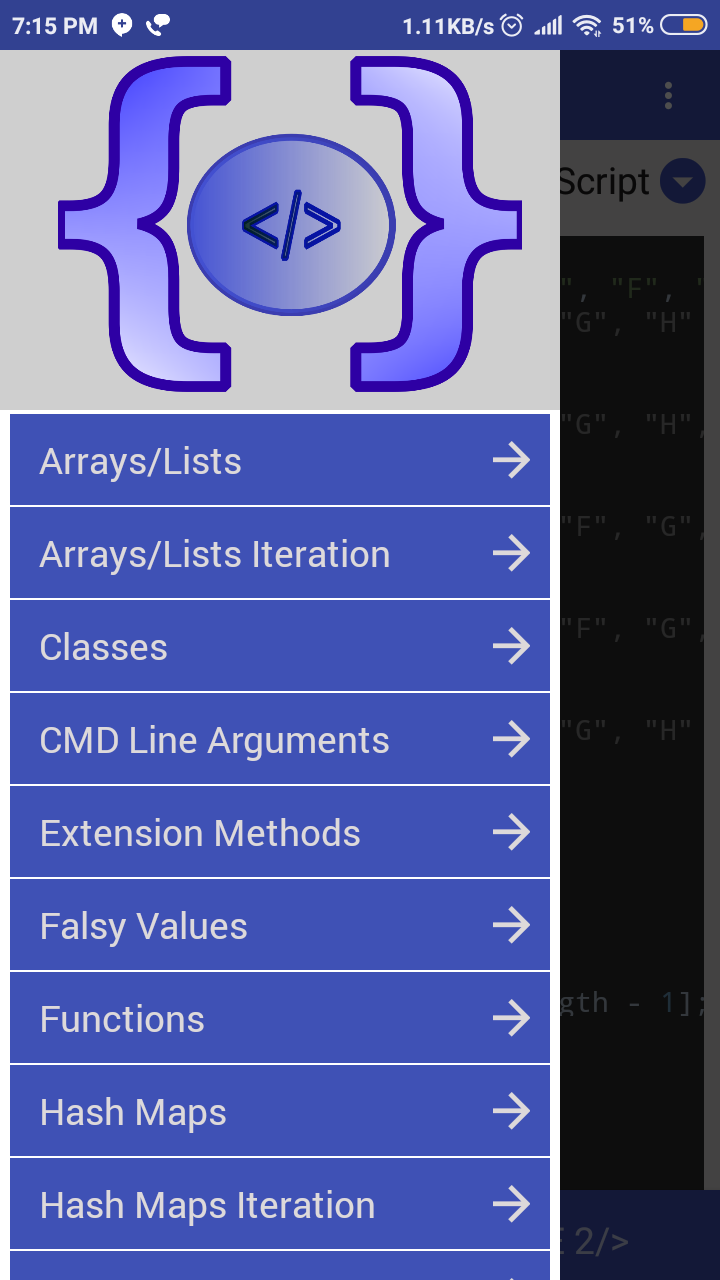 7:15 PM 1.11KB/s 51%
</>
Script
Arrays/Lists
Arrays/Lists Iteration
Classes
CMD Line Arguments
Extension Methods
Falsy Values
Functions
Hash Maps
Hash Maps Iteration
", "F", "
"G", "H"
"G", "H",
"F", "G",
"F", "G",
"G", "H"
gth - 1];
2/>